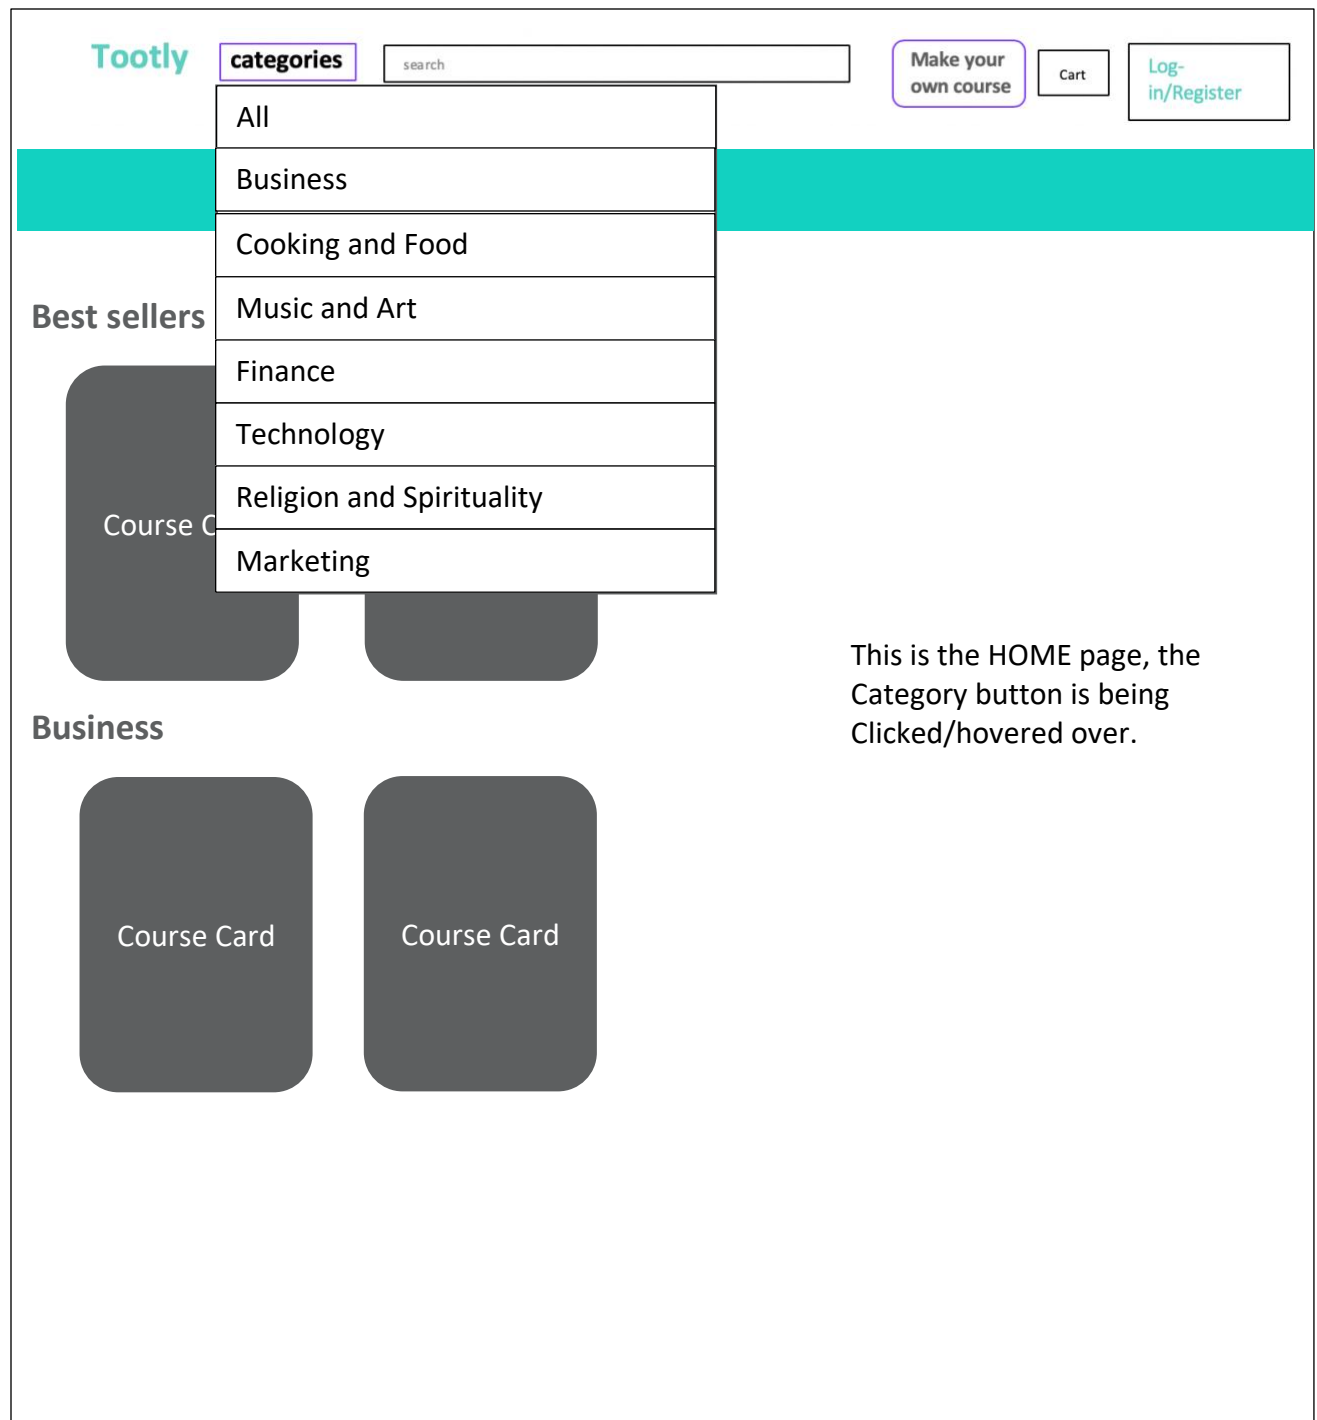 Tootly
categories
search
Make your
own course
Cart
Log-
in/Register
All
Business
Cooking and Food
Music and Art
Finance
Technology
Religion and Spirituality
Marketing
Best sellers
Course C
This is the HOME page, the
Category button is being
Clicked/hovered over.
Business
Course Card
Course Card